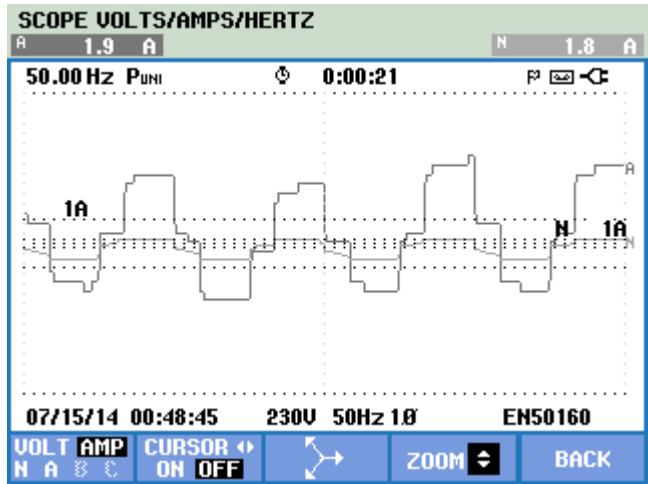 SCOPE VOLTS/AMPS/HERTZ
A 1.9 A N 1.8 A
50.00 Hz PUNI 0:00:21
A
1A
N 1A
N
07/15/14 00:48:45 230V 50Hz 1.Ø EN50160
VOLT AMP CURSOR ZOOM BACK
N A B C ON OFF